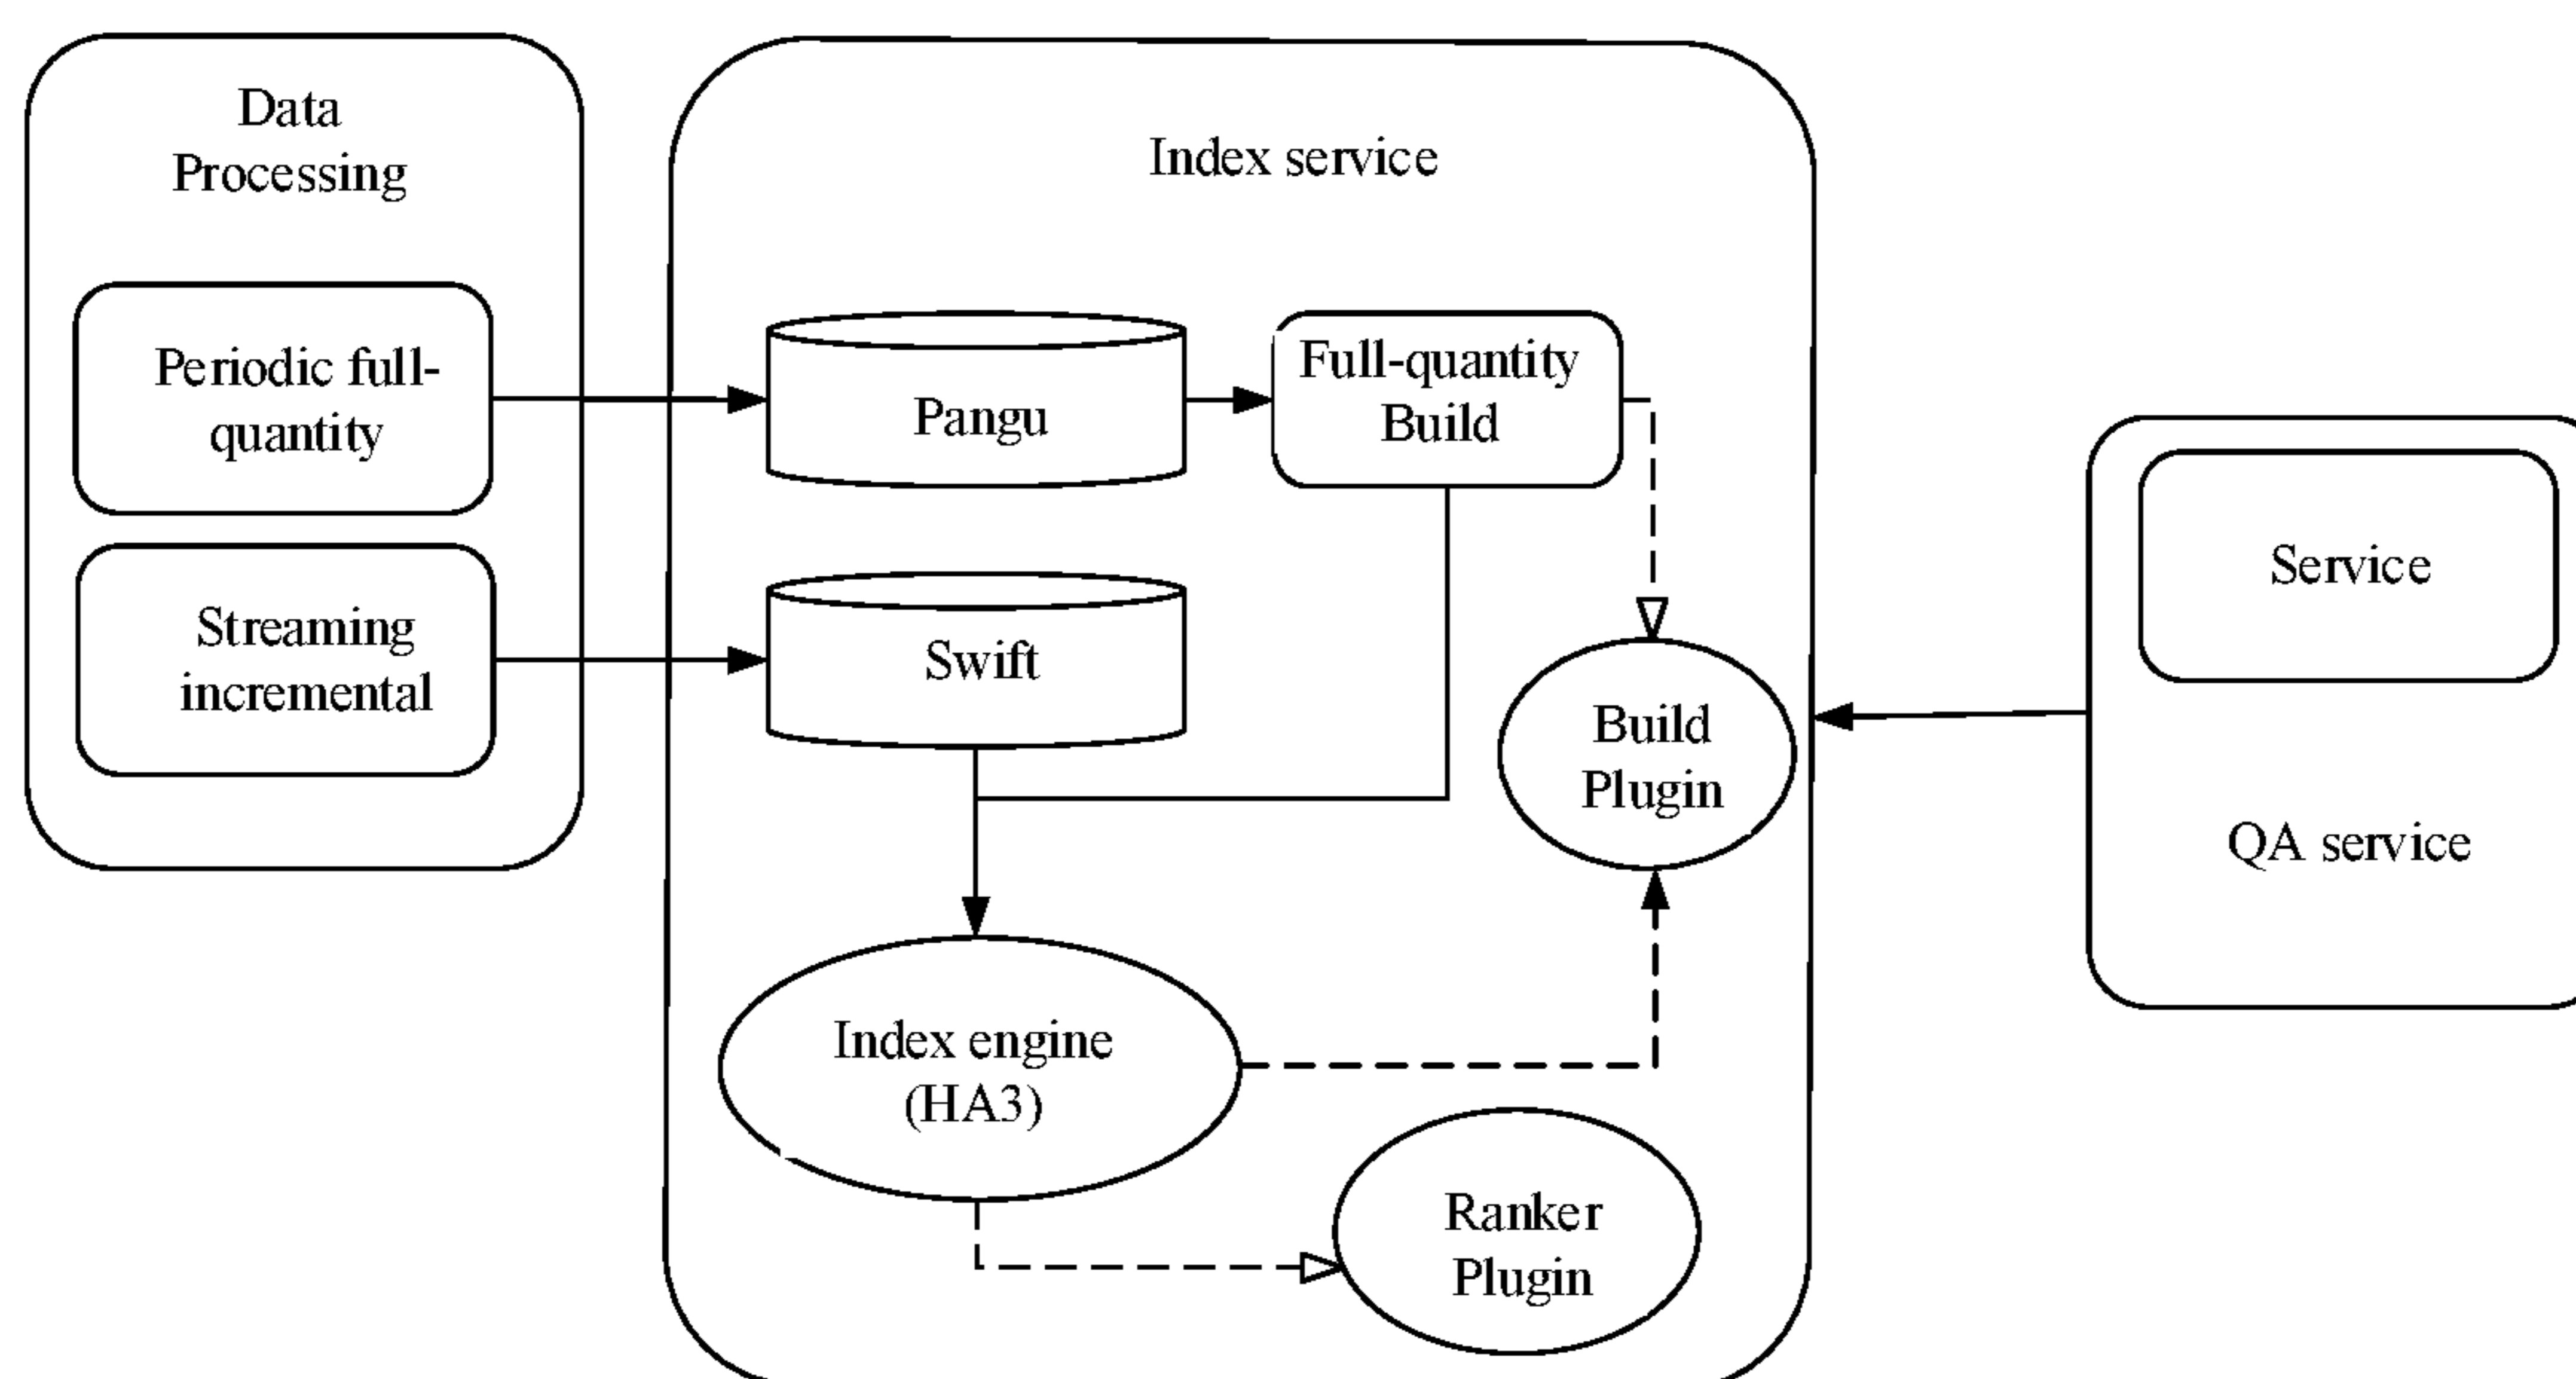 Data
Processing
Periodic full-
quantity
Streaming
incremental
Index service
Pangu
Full-quantity
Build
Swift
Build
Plugin
Index engine
(HA3)
Ranker
Plugin
Service
QA service